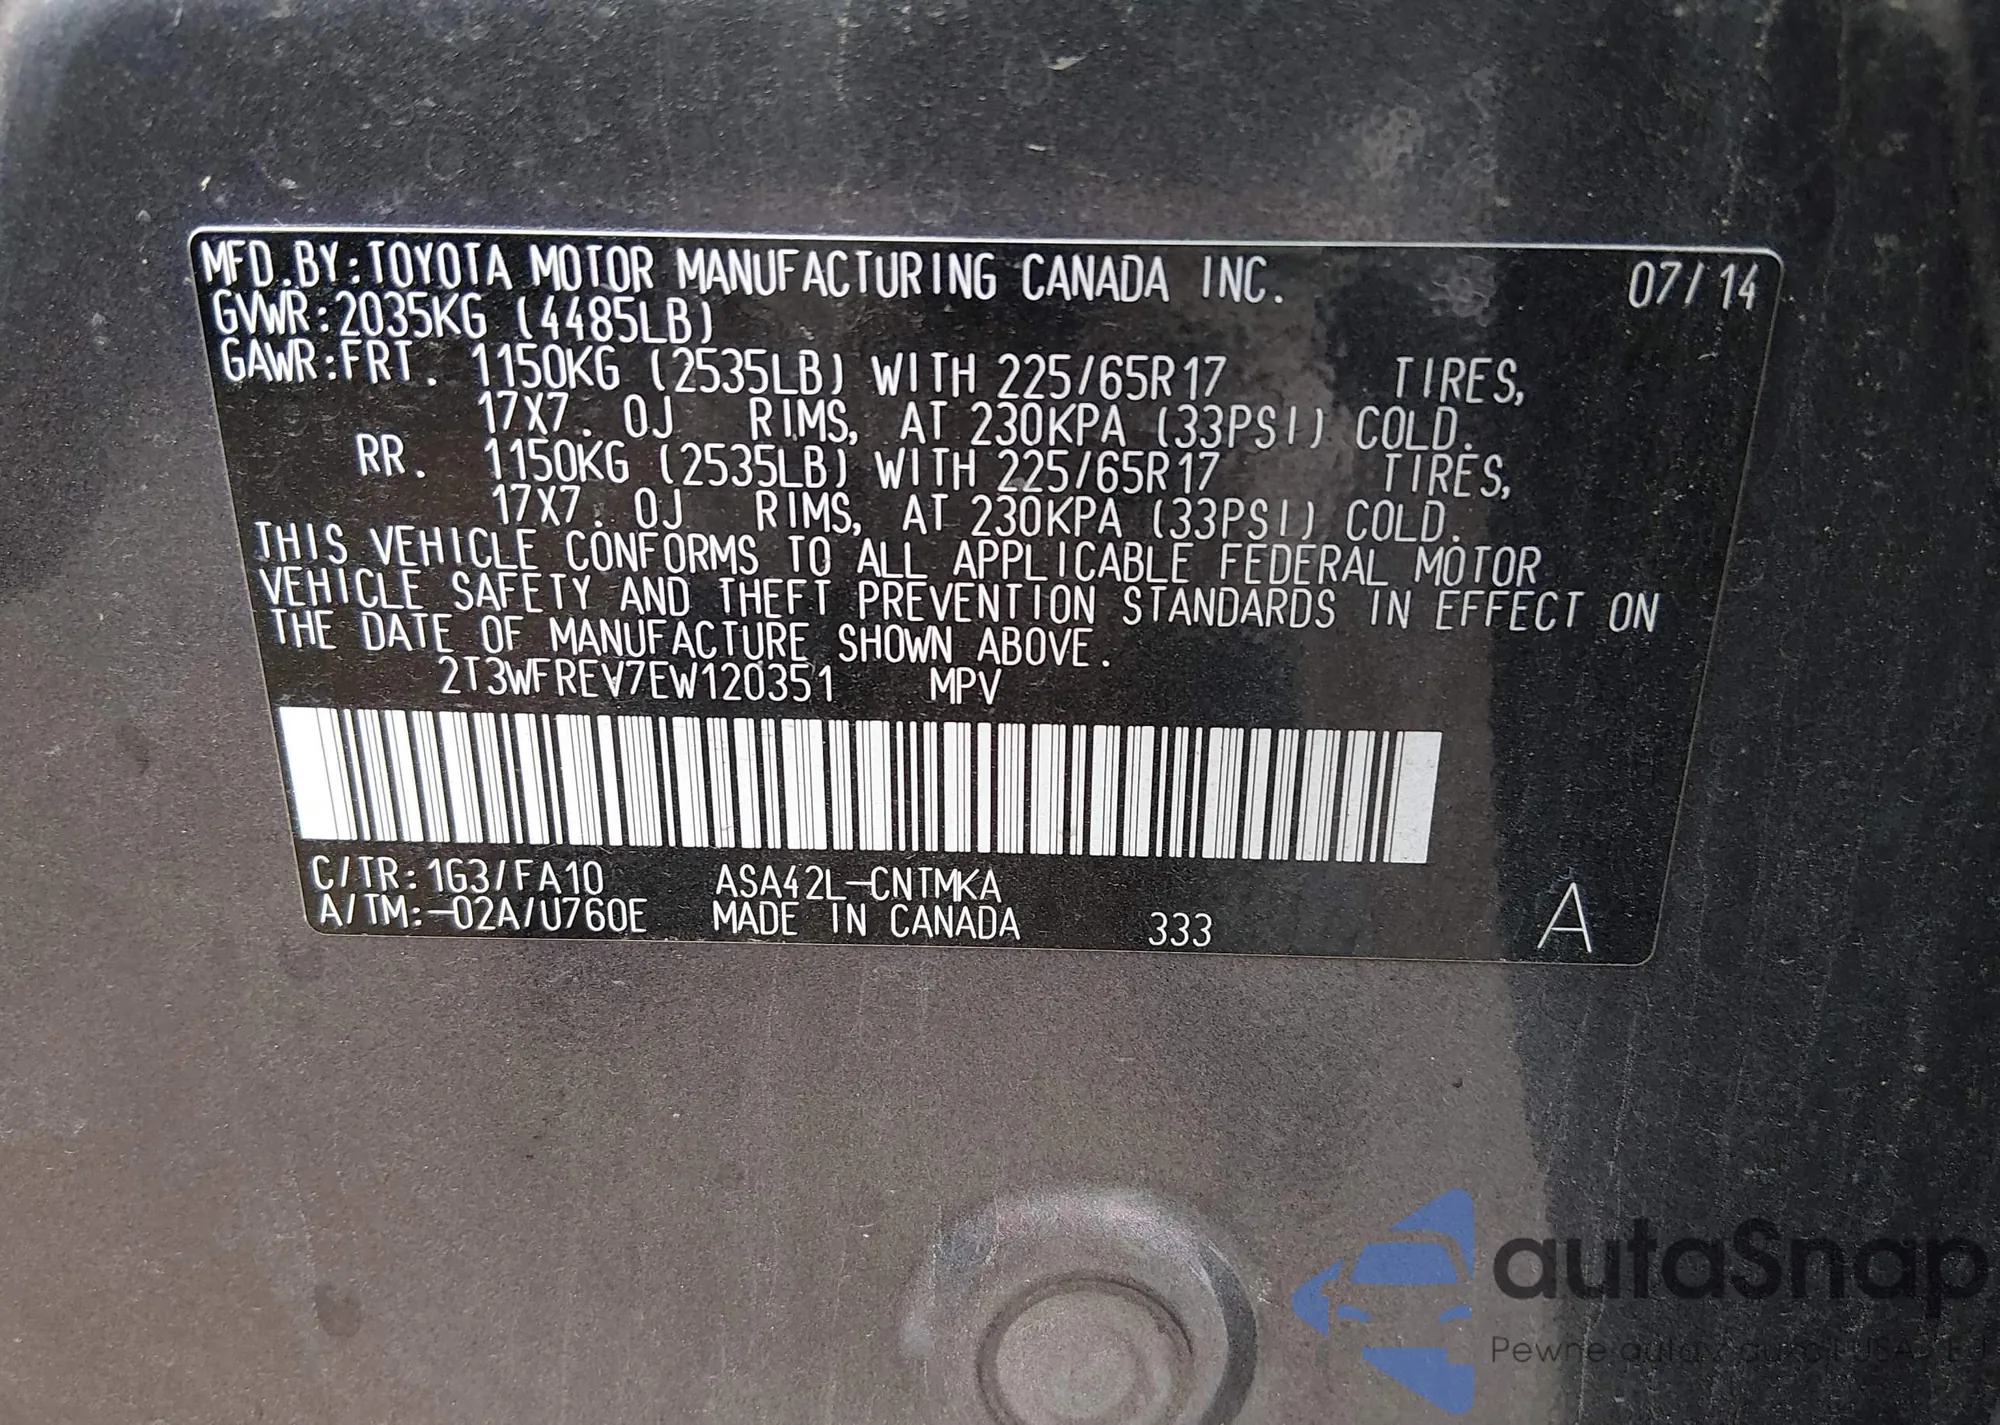 MFD.BY:TOYOTA MOTOR MANUFACTURING CANADA INC. 07/14
GVWR:2035KG (4485LB)
GAWR:FRT. 1150KG (2535LB) WITH 225/65R17 TIRES,
17X7.0J RIMS, AT 230KPA (33PSI) COLD.
RR. 1150KG (2535LB) WITH 225/65R17 TIRES,
17X7.0J RIMS, AT 230KPA (33PSI) COLD.
THIS VEHICLE CONFORMS TO ALL APPLICABLE FEDERAL MOTOR
VEHICLE SAFETY AND THEFT PREVENTION STANDARDS IN EFFECT ON
THE DATE OF MANUFACTURE SHOWN ABOVE.
2T3WFREV7EW120351 MPV
C/TR:1G3/FA10 ASA42L-CNTMKA
A/TM:-02A/U760E MADE IN CANADA 333 A
autaSnap
Pewne auta z aukcji USA